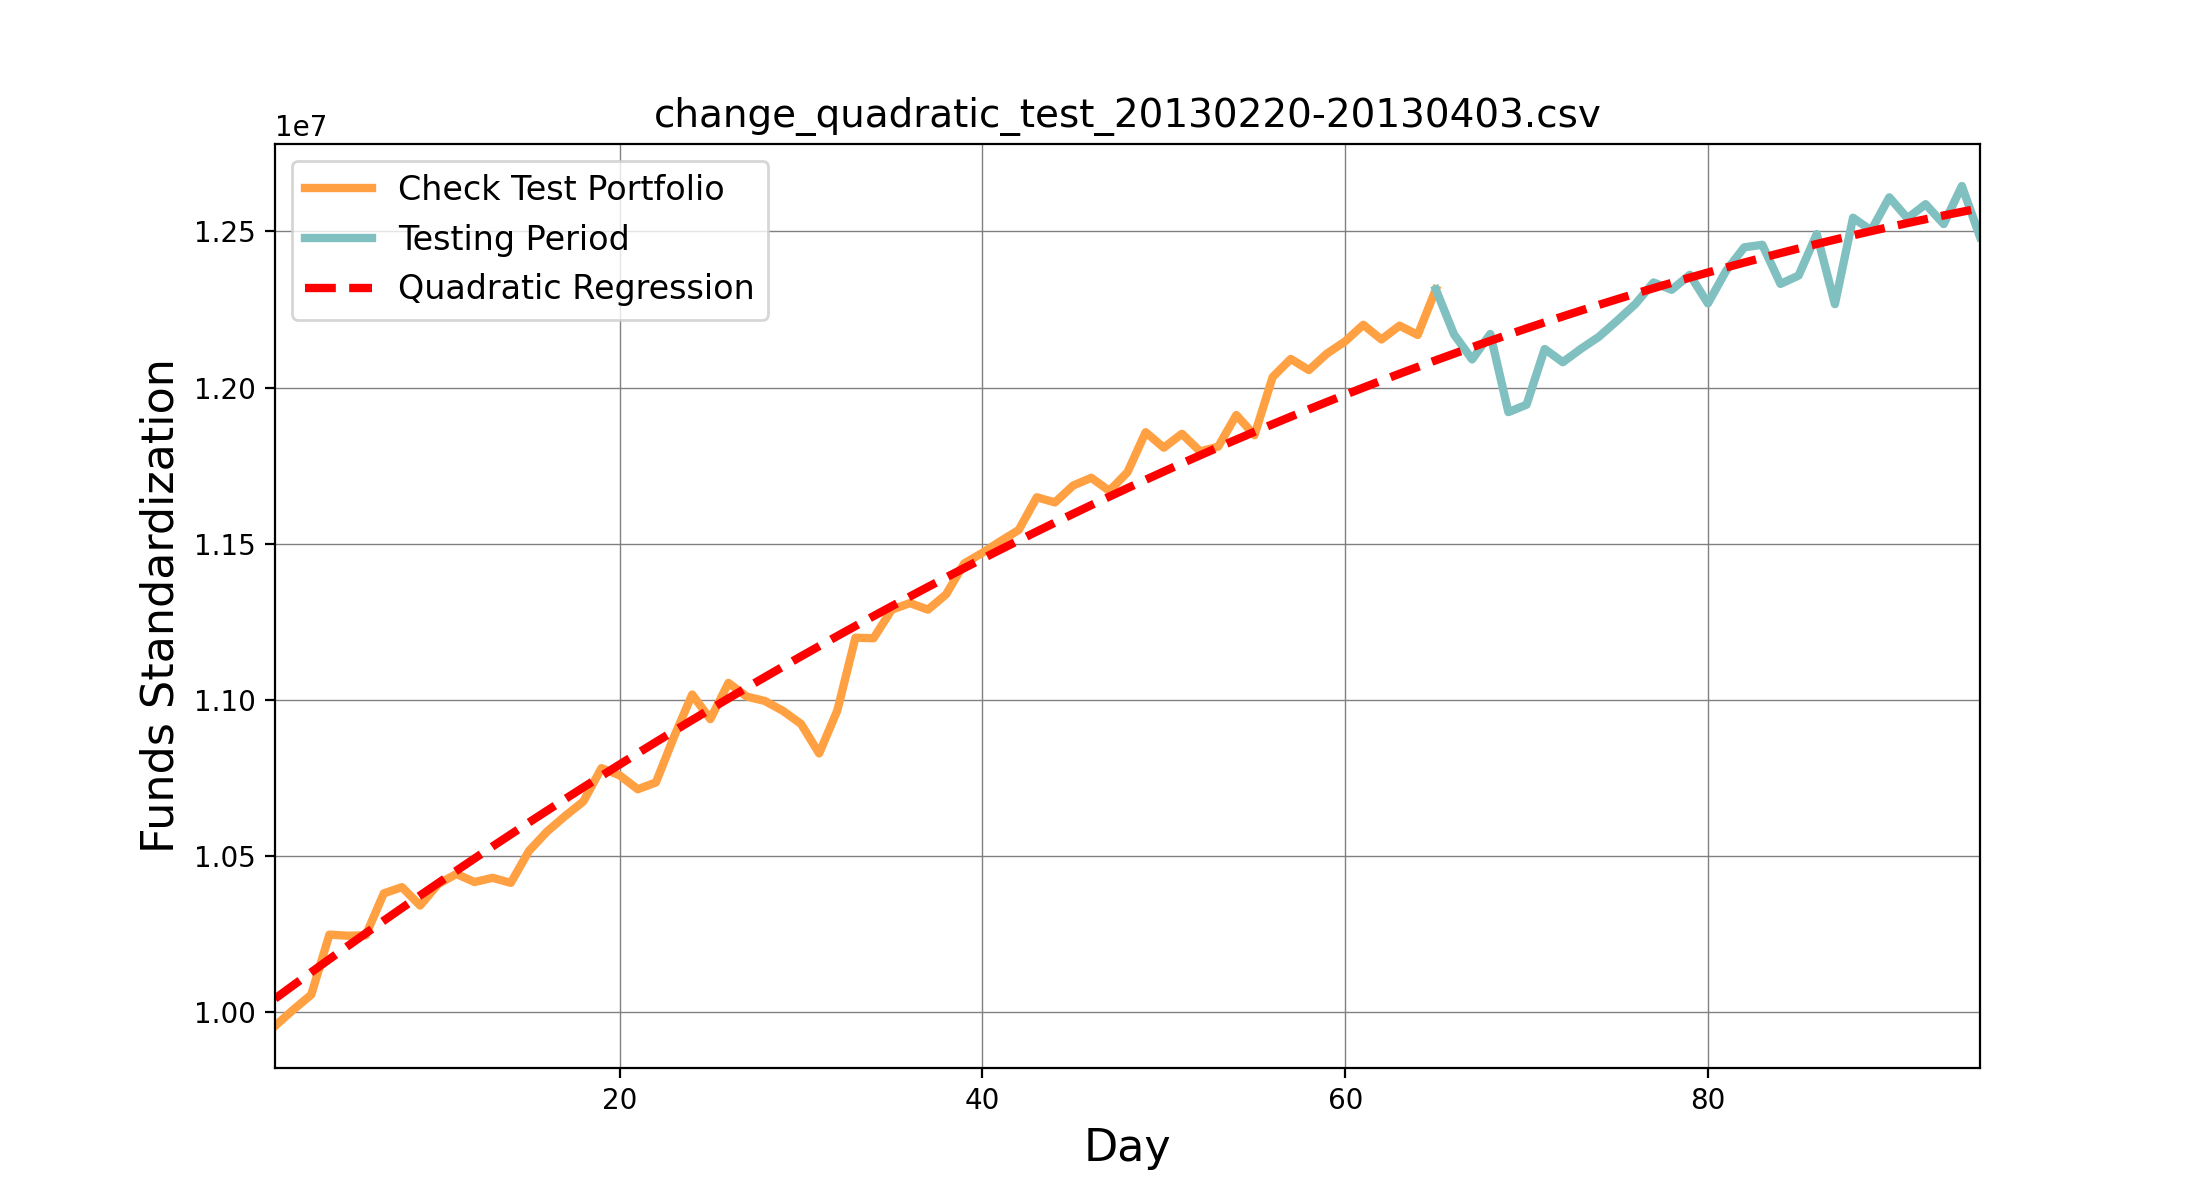 change_quadratic_test_20130220-20130403.csv
1e7
Check Test Portfolio
Testing Period
Quadratic Regression
Funds Standardization
1.25
1.20
1.15
1.10
1.05
1.00
20 40 60 80
Day